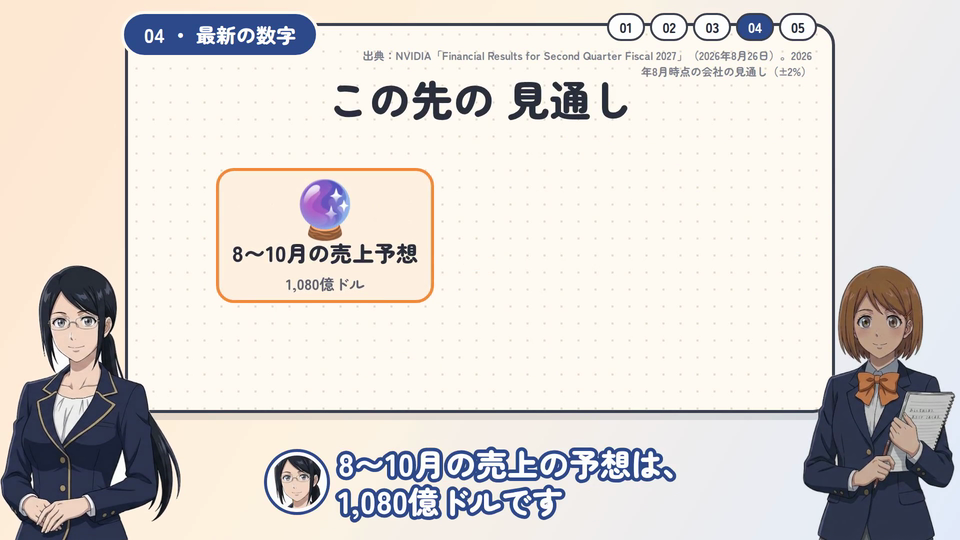 04 ・ 最新の数字
01 02 03 04 05
出典：NVIDIA「Financial Results for Second Quarter Fiscal 2027」（2026年8月26日）。2026
年8月時点の会社の見通し（±2%）
この先の 見通し
8〜10月の売上予想
1,080億ドル
8〜10月の売上の予想は、
1,080億ドルです